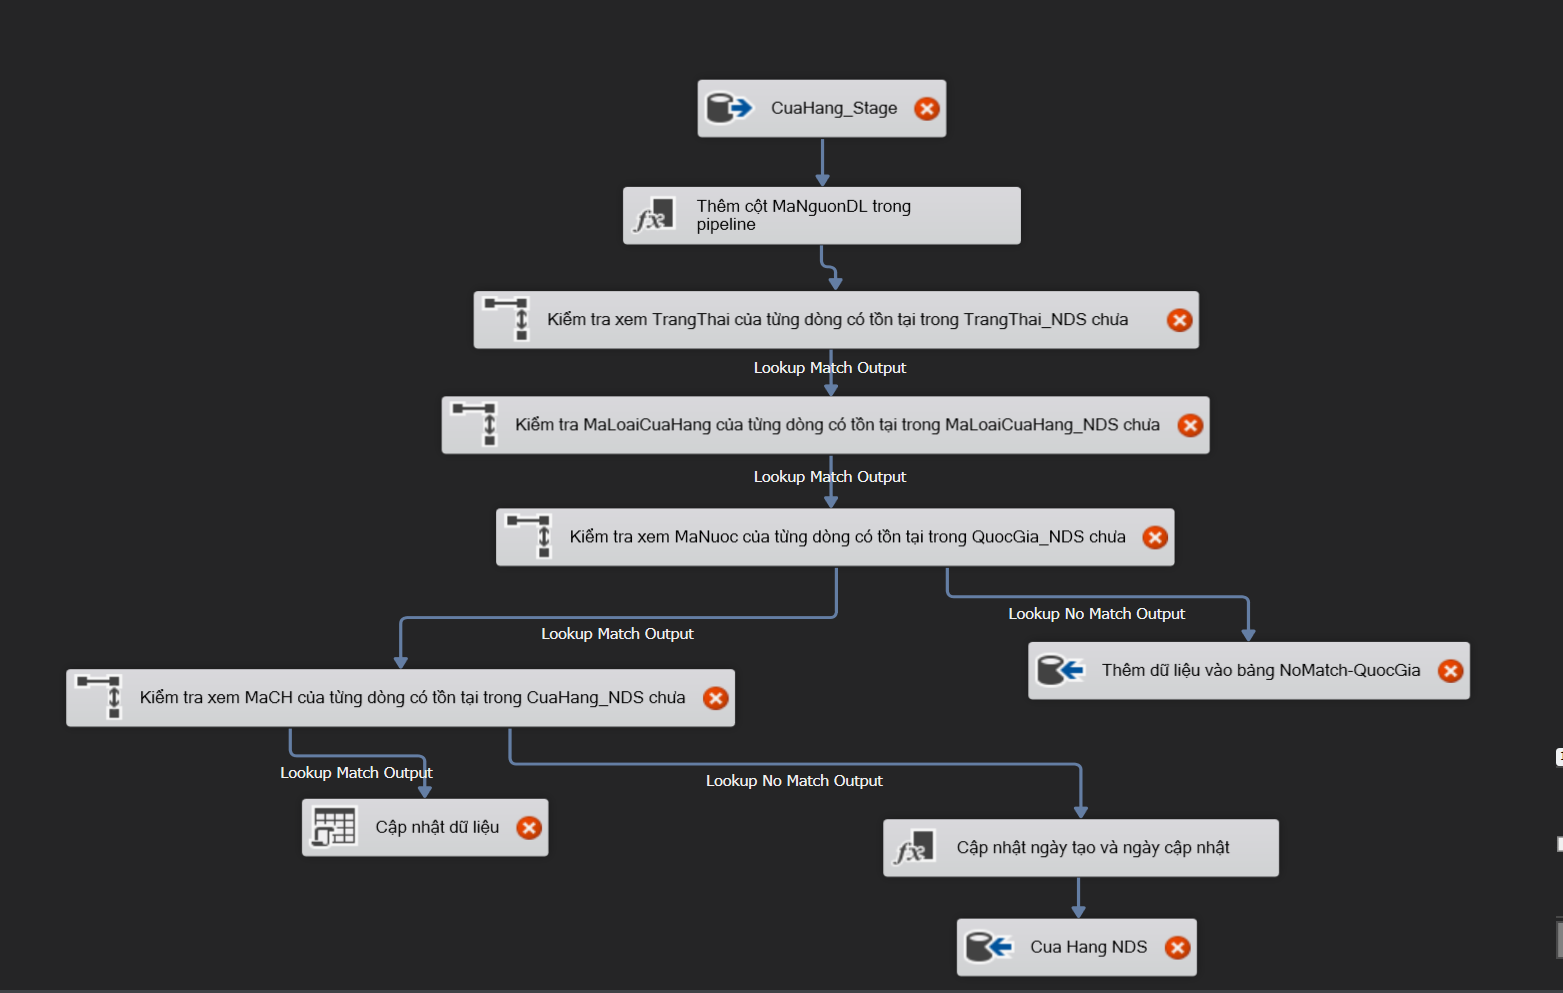 CuaHang_Stage
Thêm cột MaNguonDL trong
pipeline
Kiểm tra xem TrangThai của từng dòng có tồn tại trong TrangThai_NDS chưa
Lookup Match Output
Kiểm tra MaLoaiCuaHang của từng dòng có tồn tại trong MaLoaiCuaHang_NDS chưa
Lookup Match Output
Kiểm tra xem MaNuoc của từng dòng có tồn tại trong QuocGia_NDS chưa
Lookup No Match Output
Lookup Match Output
Thêm dữ liệu vào bảng NoMatch-QuocGia
Kiểm tra xem MaCH của từng dòng có tồn tại trong CuaHang_NDS chưa
Lookup Match Output
Lookup No Match Output
Cập nhật dữ liệu
Cập nhật ngày tạo và ngày cập nhật
Cua Hang NDS